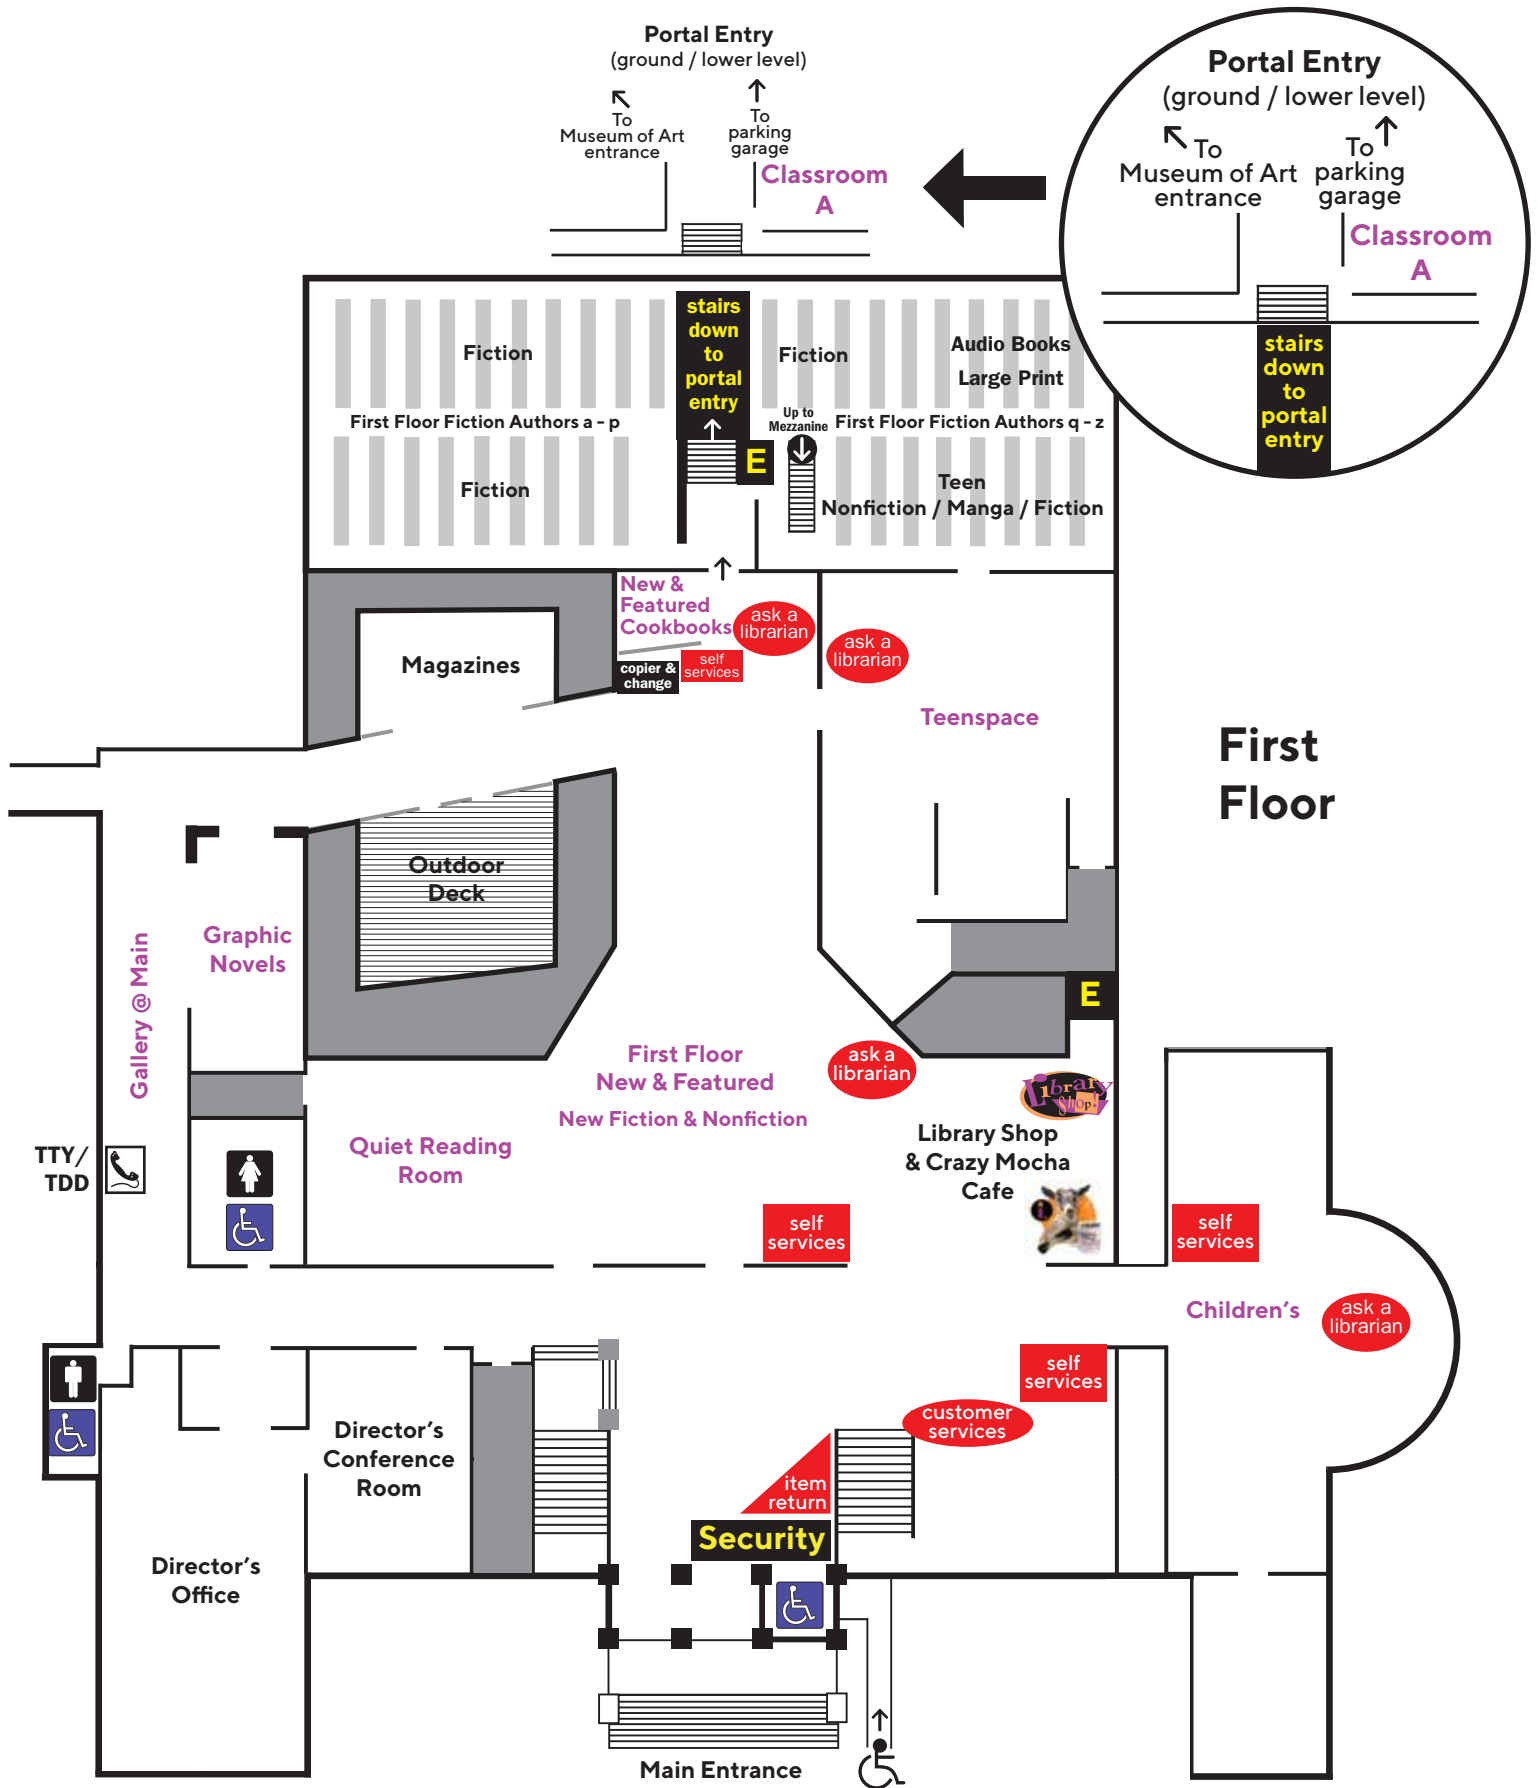 Portal Entry
(ground / lower level)
To
Museum of Art
entrance
To
parking
garage
Classroom
A
Portal Entry
(ground / lower level)
To
Museum of Art
entrance
To
parking
garage
Classroom
A
stairs
down
to
portal
entry
stairs
down
to
portal
entry
Fiction
Fiction
Audio Books
Large Print
First Floor Fiction Authors a - p
Up to
Mezzanine
First Floor Fiction Authors q - z
E
Fiction
Teen
Nonfiction / Manga / Fiction
New &
Featured
Cookbooks
ask a
librarian
ask a
librarian
copier &
change
self
services
Magazines
Teenspace
First
Floor
Outdoor
Deck
Graphic
Novels
Gallery @ Main
E
First Floor
New & Featured
New Fiction & Nonfiction
ask a
librarian
Library
Shop!
Library Shop
& Crazy Mocha
Cafe
Quiet Reading
Room
TTY/
TDD
self
services
self
services
Children's
ask a
librarian
self
services
customer
services
Director's
Conference
Room
item
return
Security
Director's
Office
Main Entrance